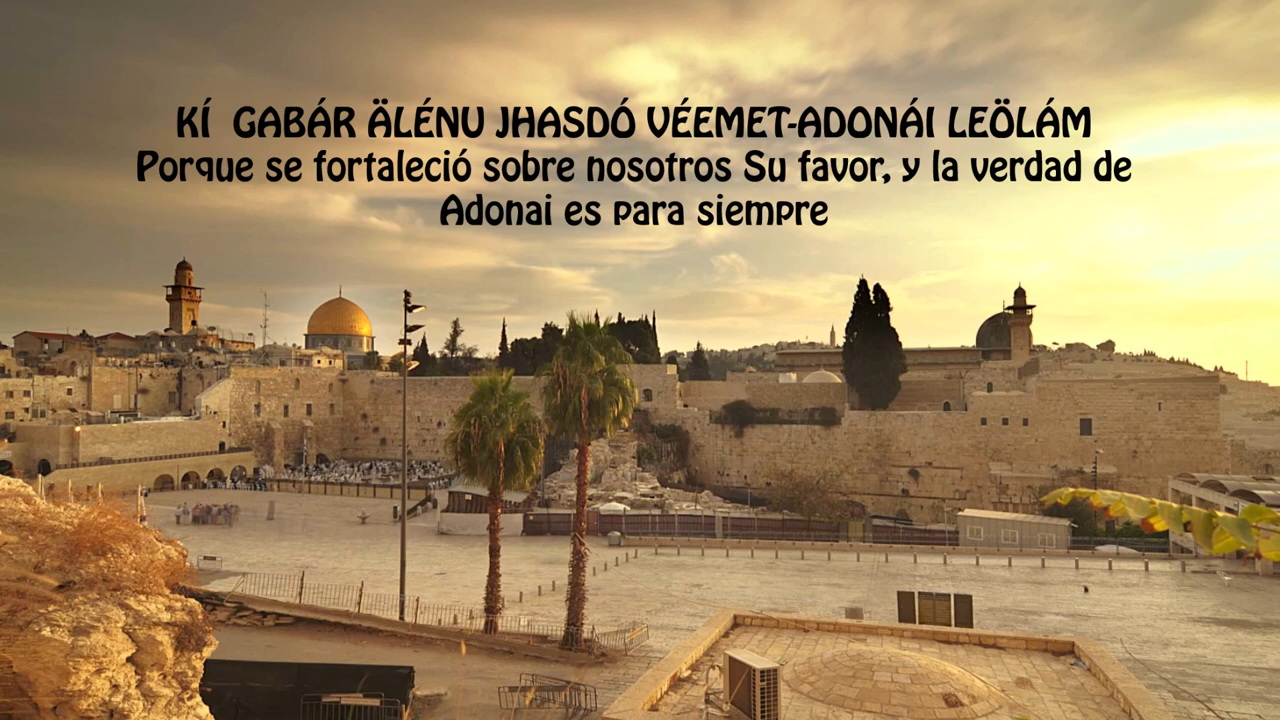 KÍ  GABÁR ÄLÉNU JHASDÓ VÉEMET-ADONÁI LEÖLÁM
Porque se fortaleció sobre nosotros Su favor, y la verdad de
Adonai es para siempre